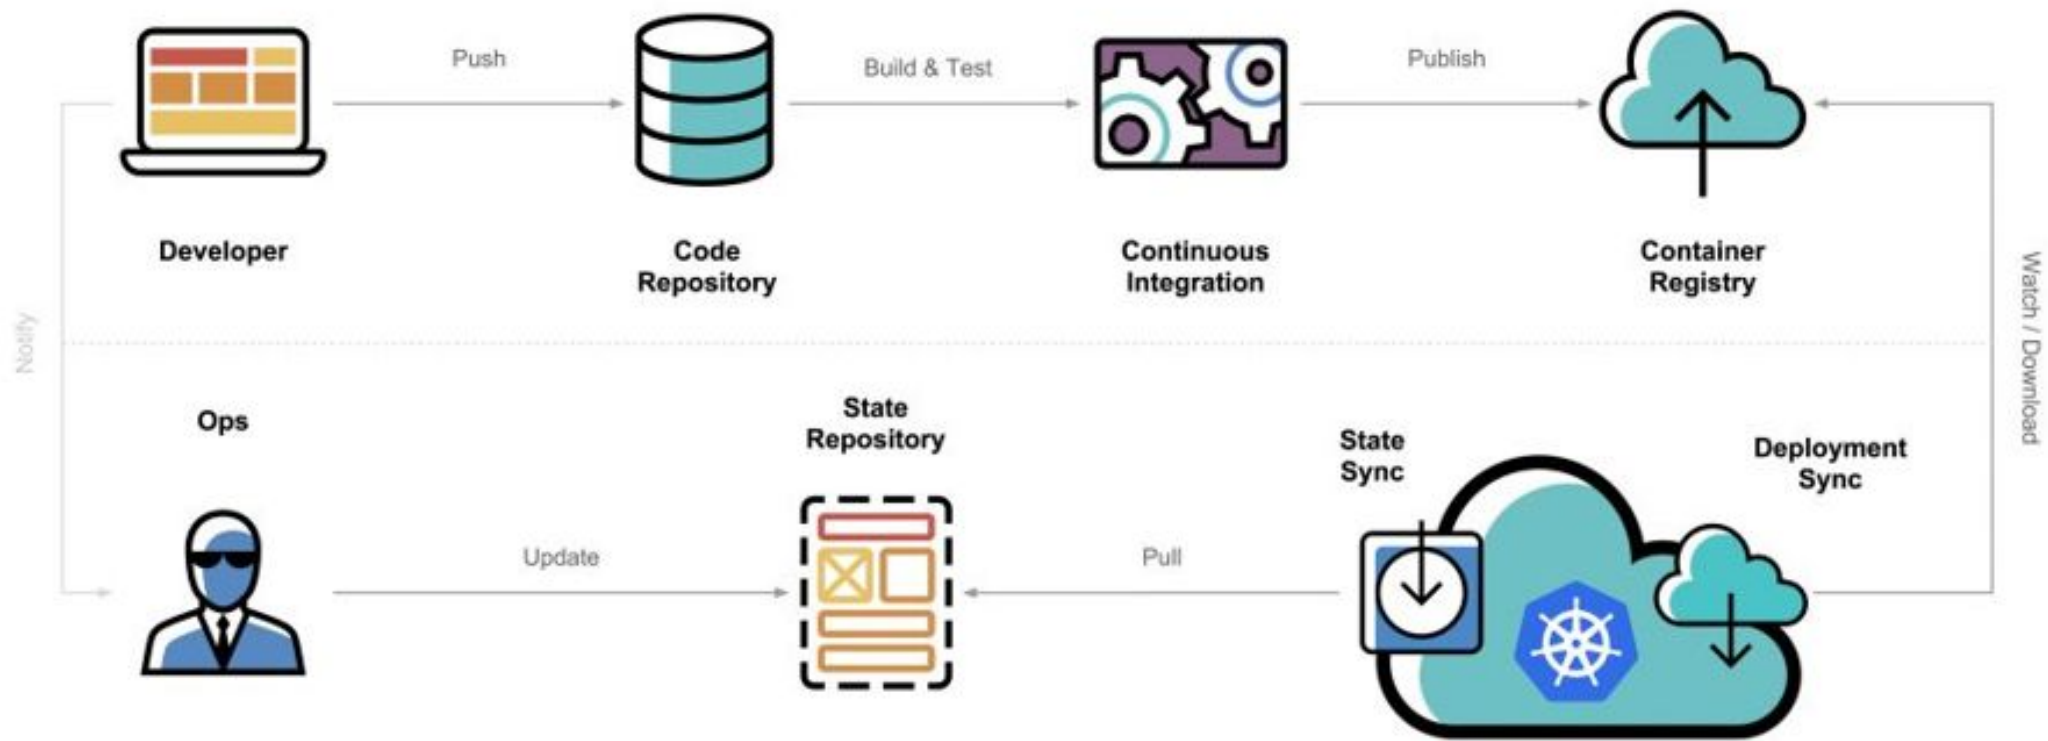 Push
Build & Test
Publish
Developer
Code
Repository
Continuous
Integration
Container
Registry
Notify
Watch / Download
Ops
State
Repository
State
Sync
Deployment
Sync
Update
Pull